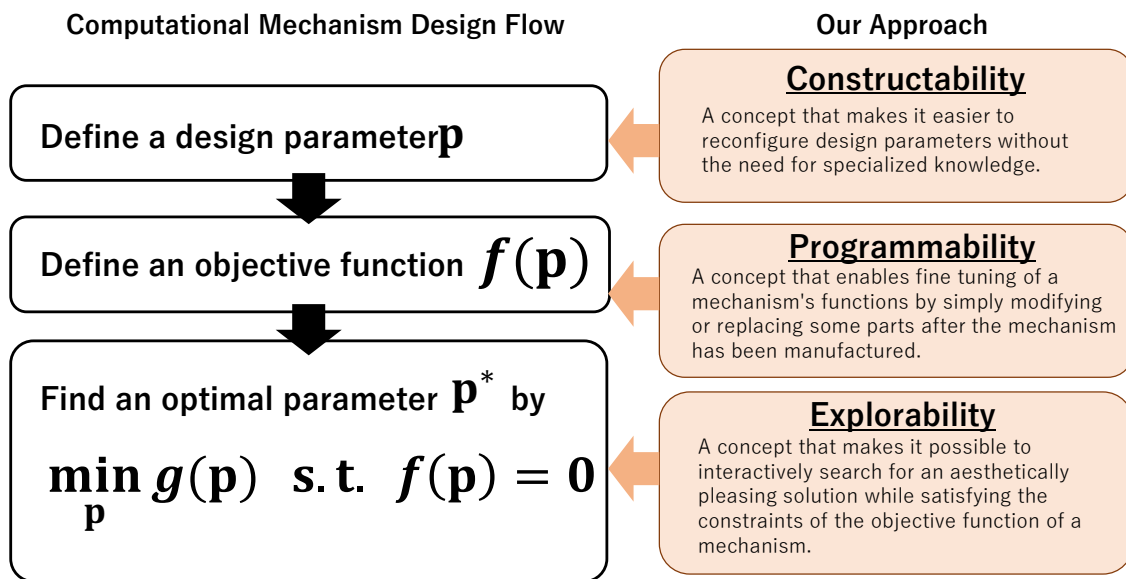 Computational Mechanism Design Flow
Define a design parameter p
Define an objective function f(p)
Find an optimal parameter p* by
min g(p) s.t. f(p) = 0
p
Our Approach
Constructability
A concept that makes it easier to
reconfigure design parameters without
the need for specialized knowledge.
Programmability
A concept that enables fine tuning of a
mechanism's functions by simply modifying
or replacing some parts after the mechanism
has been manufactured.
Explorability
A concept that makes it possible to
interactively search for an aesthetically
pleasing solution while satisfying the
constraints of the objective function of a
mechanism.